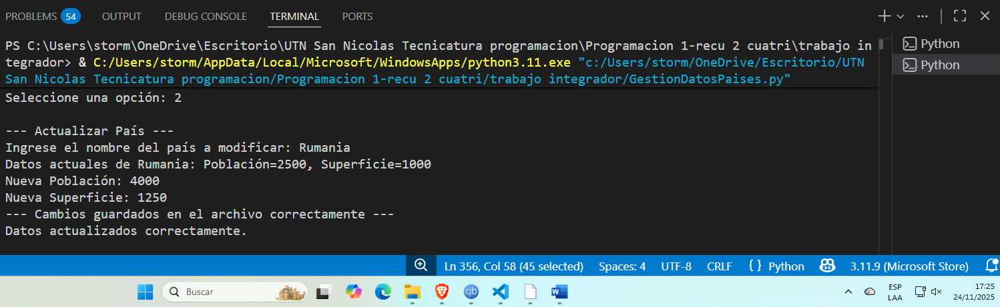 PROBLEMS 54 OUTPUT DEBUG CONSOLE TERMINAL PORTS
PS C:\Users\storm\OneDrive\Escritorio\UTN San Nicolas Tecnicatura programacion\Programacion 1-recu 2 cuatri\trabajo in
tegrador> & C:/Users/storm/AppData/Local/Microsoft/WindowsApps/python3.11.exe "c:/Users/storm/OneDrive/Escritorio/UTN
San Nicolas Tecnicatura programacion/Programacion 1-recu 2 cuatri/trabajo integrador/GestionDatosPaises.py"
Seleccione una opción: 2
--- Actualizar País ---
Ingrese el nombre del país a modificar: Rumania
Datos actuales de Rumania: Población=2500, Superficie=1000
Nueva Población: 4000
Nueva Superficie: 1250
--- Cambios guardados en el archivo correctamente ---
Datos actualizados correctamente.
Python
Python
Ln 356, Col 58 (45 selected) Spaces: 4 UTF-8 CRLF { } Python 3.11.9 (Microsoft Store)
Buscar
qb
ESP
LAA
17:25
24/11/2025